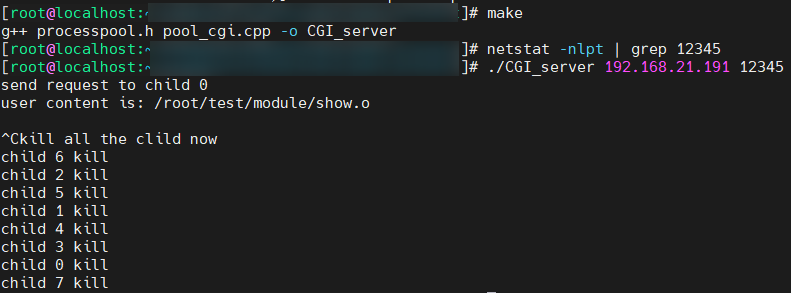 [root@localhost:~ ]# make
g++ processpool.h pool_cgi.cpp -o CGI_server
[root@localhost:~ ]# netstat -nlpt | grep 12345
[root@localhost:~ ]# ./CGI_server 192.168.21.191 12345
send request to child 0
user content is: /root/test/module/show.o
^Ckill all the clild now
child 6 kill
child 2 kill
child 5 kill
child 1 kill
child 4 kill
child 3 kill
child 0 kill
child 7 kill